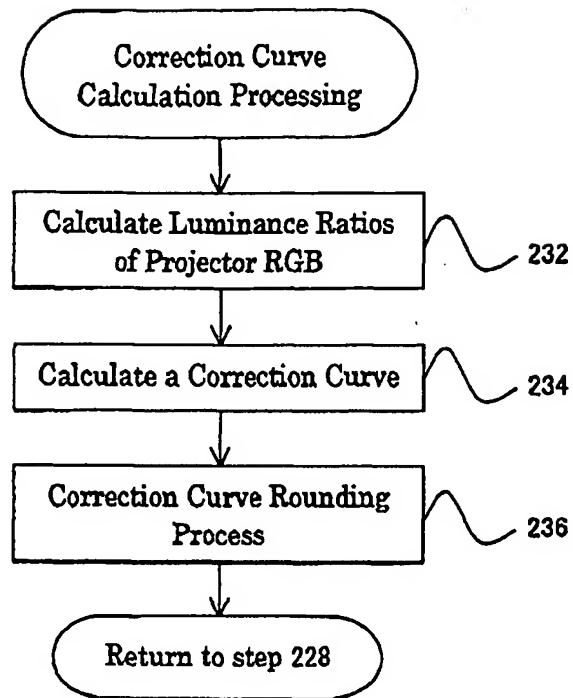 Correction Curve
Calculation Processing
Calculate Luminance Ratios
of Projector RGB
232
Calculate a Correction Curve
234
Correction Curve Rounding
Process
236
Return to step 228